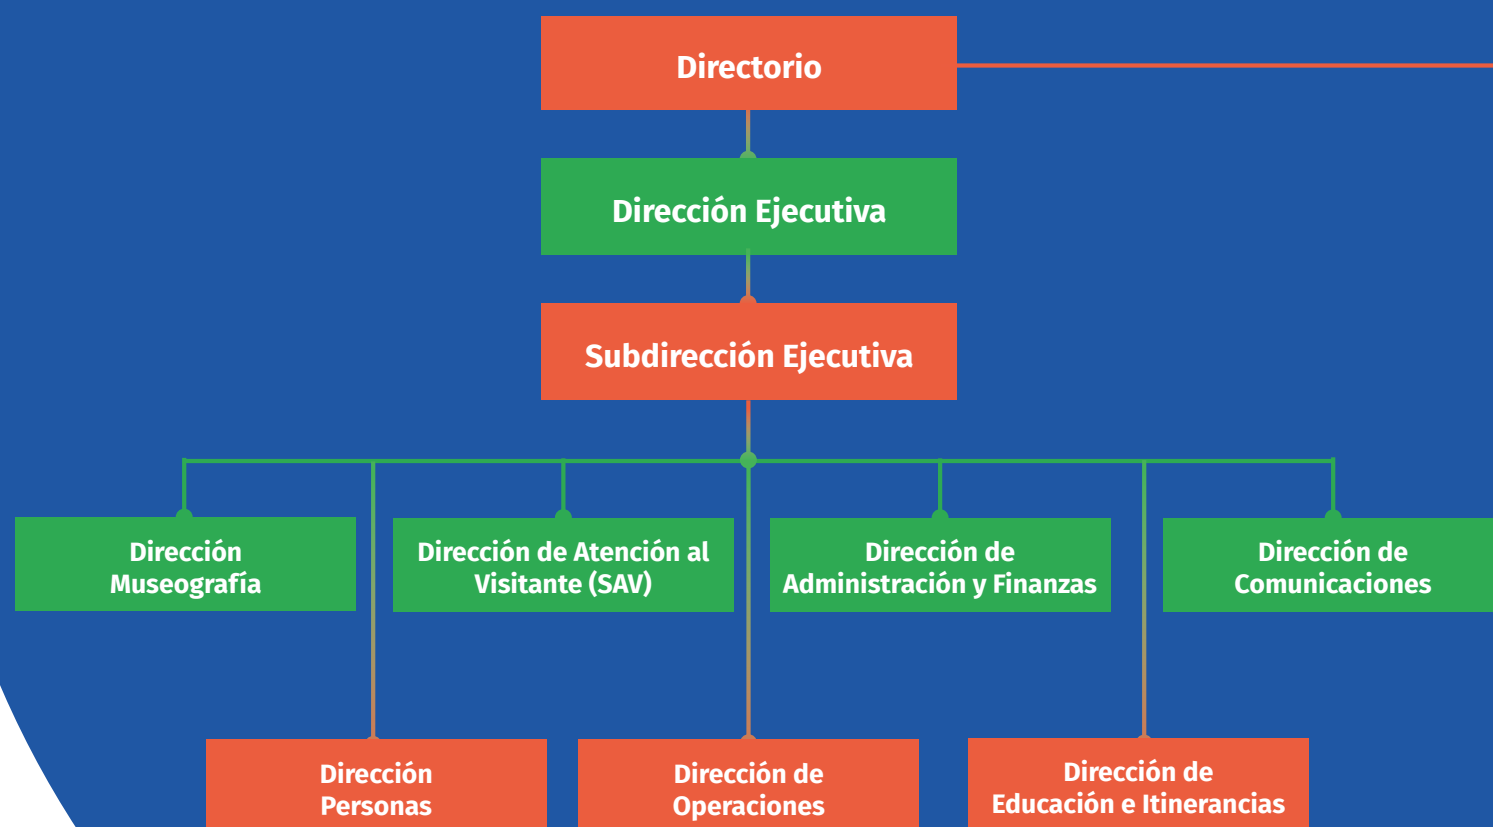 Directorio
Dirección Ejecutiva
Subdirección Ejecutiva
Dirección
Museografía
Dirección de Atención al
Visitante (SAV)
Dirección de
Administración y Finanzas
Dirección de
Comunicaciones
Dirección
Personas
Dirección de
Operaciones
Dirección de
Educación e Itinerancias